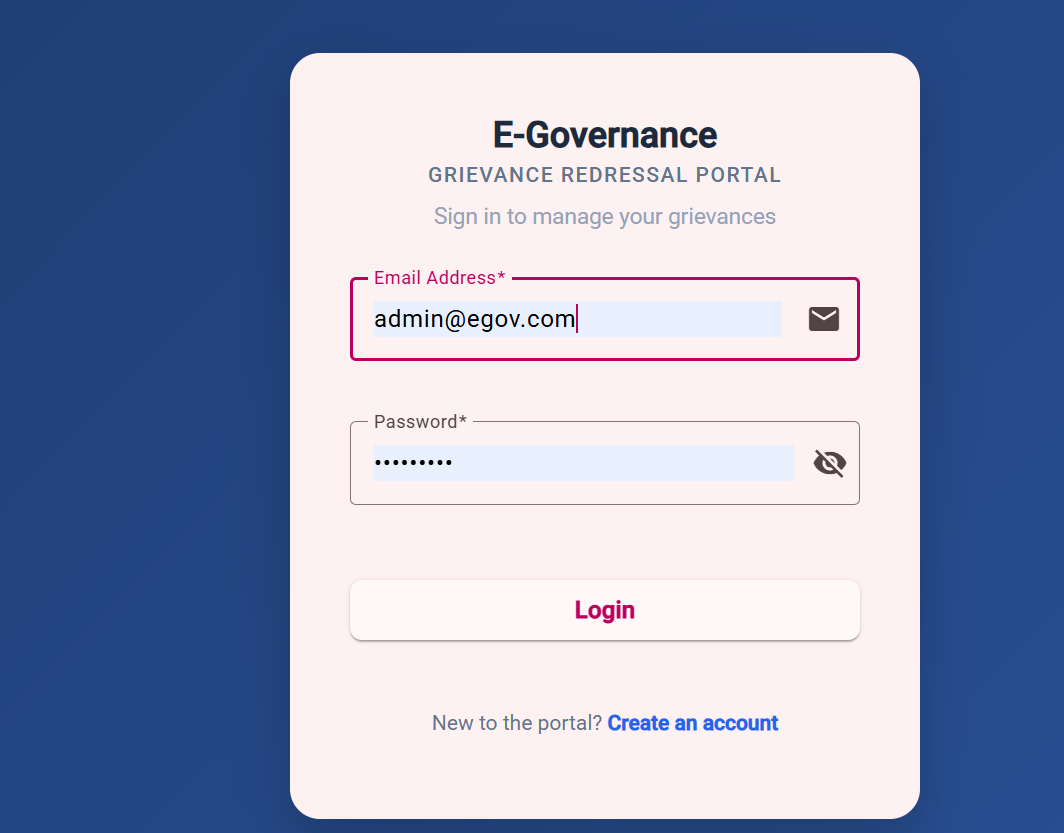 E-Governance
GRIEVANCE REDRESSAL PORTAL
Sign in to manage your grievances
Email Address*
admin@egov.com
Password*
•••••••••
Login
New to the portal? Create an account